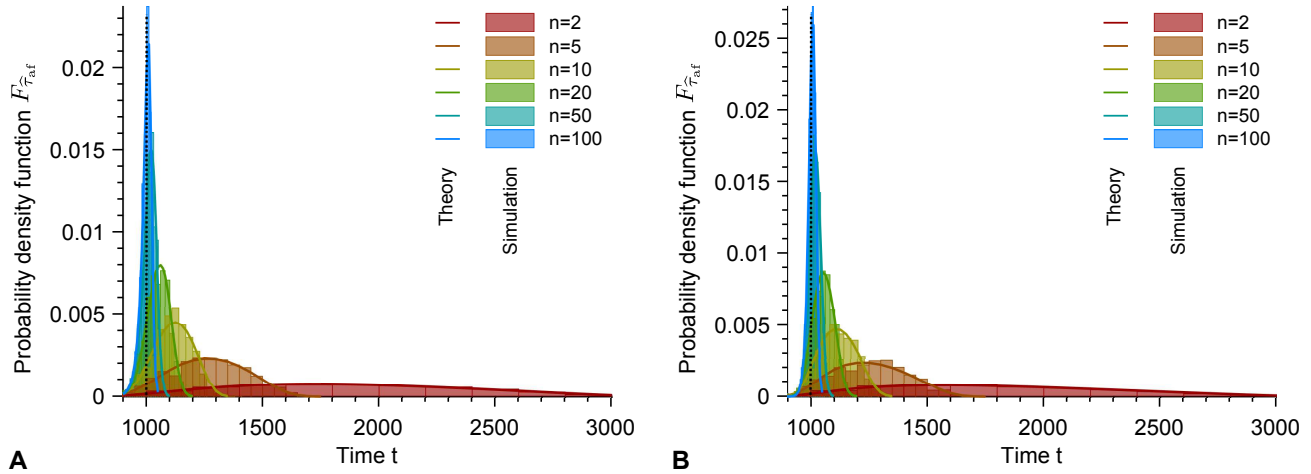 Probability density function F_{\hat{\tau}_{af}}
0.02
0.015
0.01
0.005
0
n=2
n=5
n=10
n=20
n=50
n=100
Theory
Simulation
1000 1500 2000 2500 3000
Time t
A
Probability density function F_{\hat{\tau}_{af}}
0.025
0.02
0.015
0.01
0.005
0
n=2
n=5
n=10
n=20
n=50
n=100
Theory
Simulation
1000 1500 2000 2500 3000
Time t
B